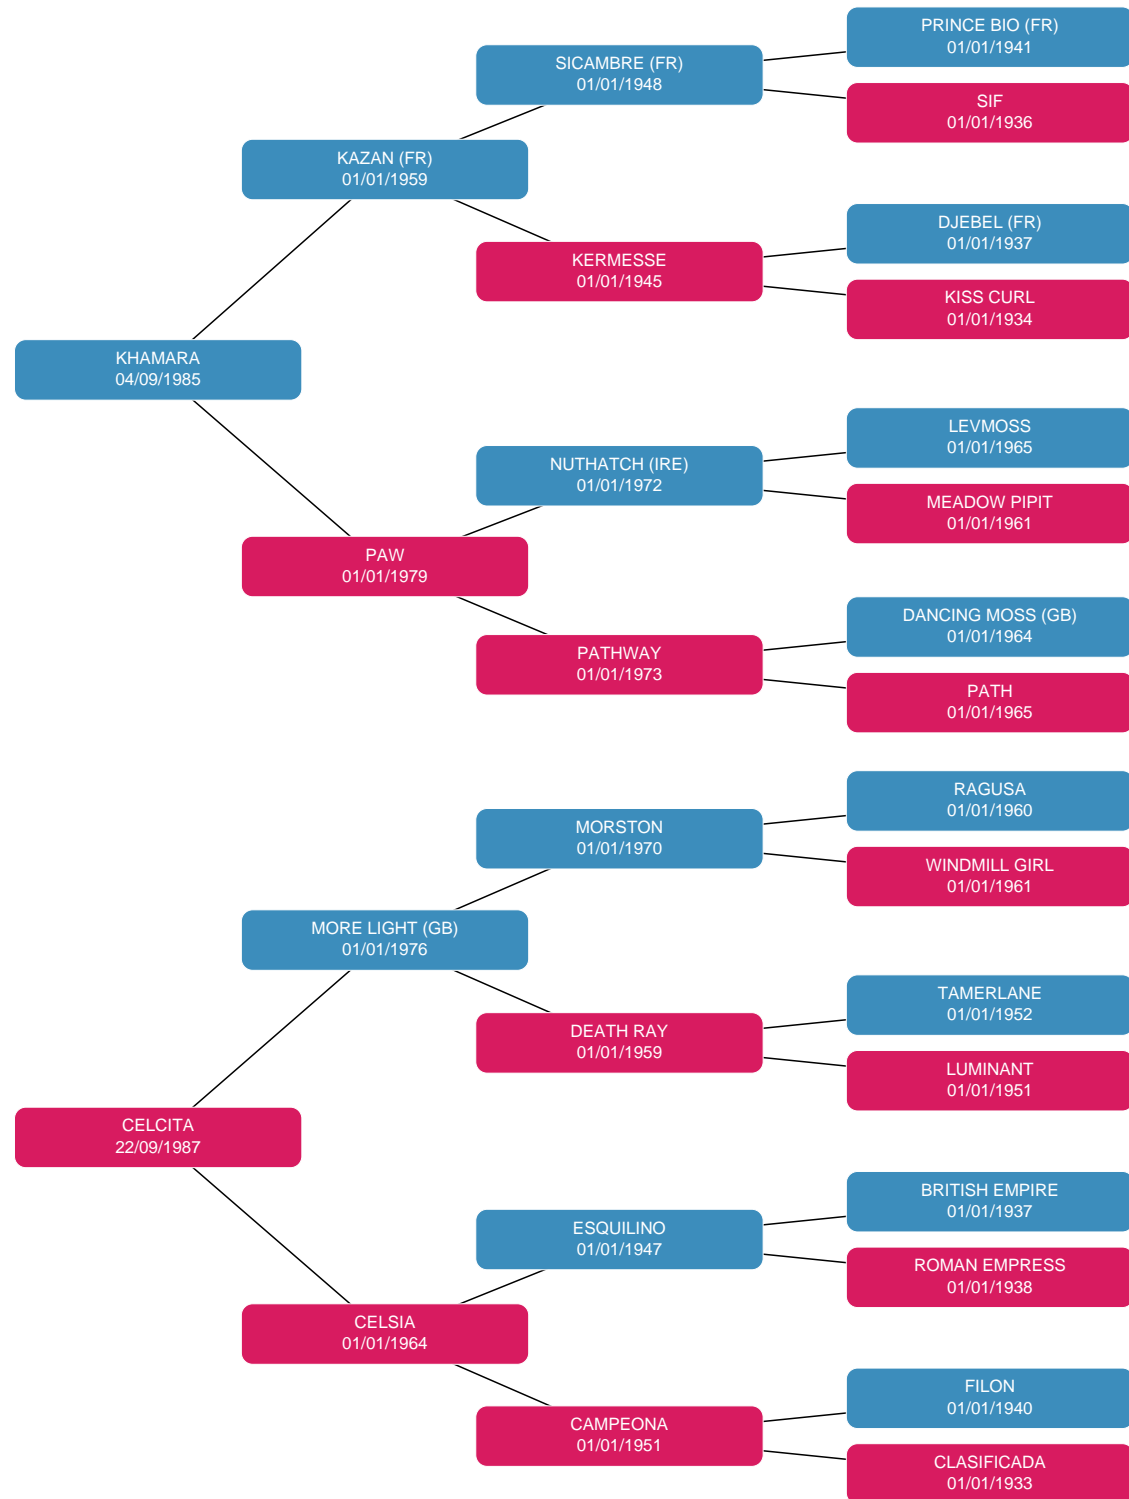 PRINCE BIO (FR)
01/01/1941
SICAMBRE (FR)
01/01/1948
SIF
01/01/1936
KAZAN (FR)
01/01/1959
DJEBEL (FR)
01/01/1937
KERMESSE
01/01/1945
KISS CURL
01/01/1934
KHAMARA
04/09/1985
LEVMOSS
01/01/1965
NUTHATCH (IRE)
01/01/1972
MEADOW PIPIT
01/01/1961
PAW
01/01/1979
DANCING MOSS (GB)
01/01/1964
PATHWAY
01/01/1973
PATH
01/01/1965
RAGUSA
01/01/1960
MORSTON
01/01/1970
WINDMILL GIRL
01/01/1961
MORE LIGHT (GB)
01/01/1976
TAMERLANE
01/01/1952
DEATH RAY
01/01/1959
LUMINANT
01/01/1951
CELCITA
22/09/1987
BRITISH EMPIRE
01/01/1937
ESQUILINO
01/01/1947
ROMAN EMPRESS
01/01/1938
CELSIA
01/01/1964
FILON
01/01/1940
CAMPEONA
01/01/1951
CLASIFICADA
01/01/1933